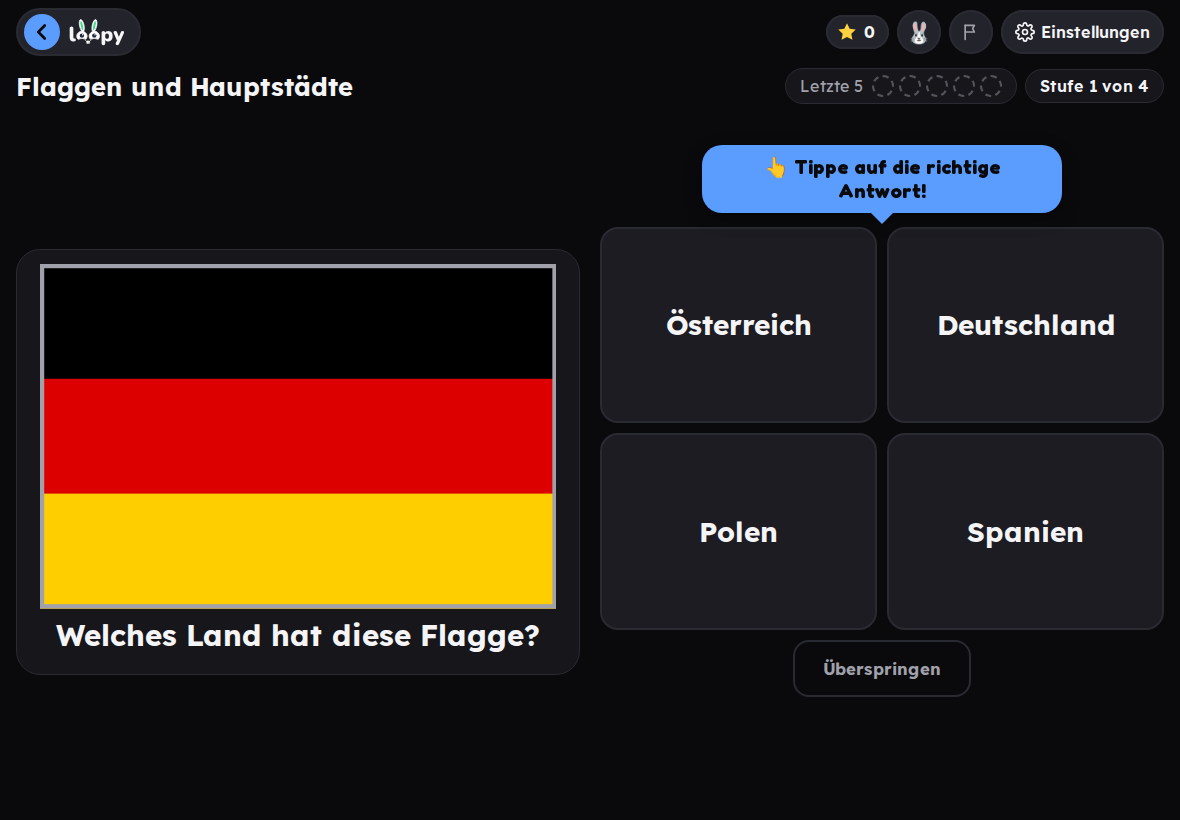 loopy
0
Einstellungen
Flaggen und Hauptstädte
Letzte 5
Stufe 1 von 4
👆 Tippe auf die richtige
Antwort!
Österreich
Deutschland
Welches Land hat diese Flagge?
Polen
Spanien
Überspringen